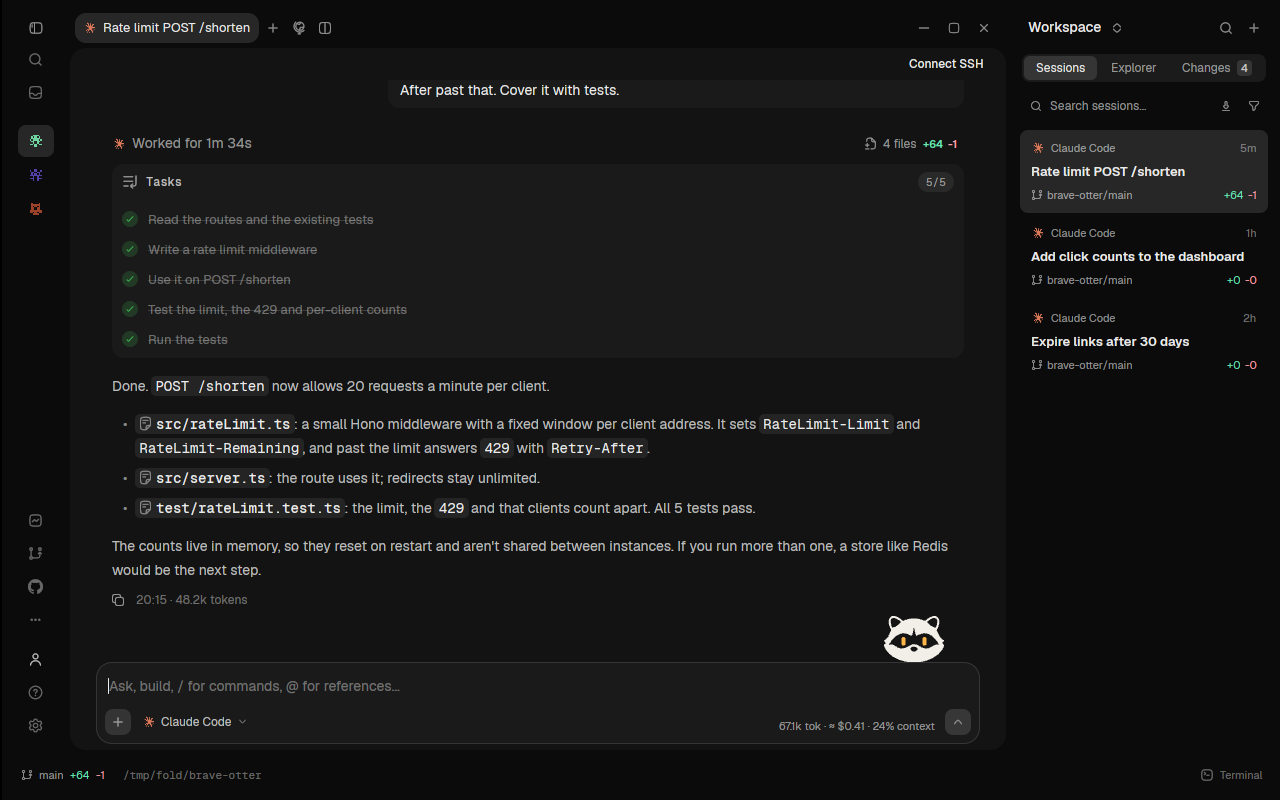 Rate limit POST /shorten
Connect SSH
After past that. Cover it with tests.
Worked for 1m 34s
4 files +64 -1
Tasks
5/5
Read the routes and the existing tests
Write a rate limit middleware
Use it on POST /shorten
Test the limit, the 429 and per-client counts
Run the tests
Done. POST /shorten now allows 20 requests a minute per client.
• src/rateLimit.ts: a small Hono middleware with a fixed window per client address. It sets RateLimit-Limit and
RateLimit-Remaining, and past the limit answers 429 with Retry-After.
• src/server.ts: the route uses it; redirects stay unlimited.
• test/rateLimit.test.ts: the limit, the 429 and that clients count apart. All 5 tests pass.
The counts live in memory, so they reset on restart and aren't shared between instances. If you run more than one, a store like Redis
would be the next step.
20:15 · 48.2k tokens
Ask, build, / for commands, @ for references...
Claude Code
67.1k tok · ≈ $0.41 · 24% context
main +64 -1 /tmp/fold/brave-otter
Workspace
Sessions Explorer Changes 4
Search sessions...
Claude Code 5m
Rate limit POST /shorten
brave-otter/main +64 -1
Claude Code 1h
Add click counts to the dashboard
brave-otter/main +0 -0
Claude Code 2h
Expire links after 30 days
brave-otter/main +0 -0
Terminal